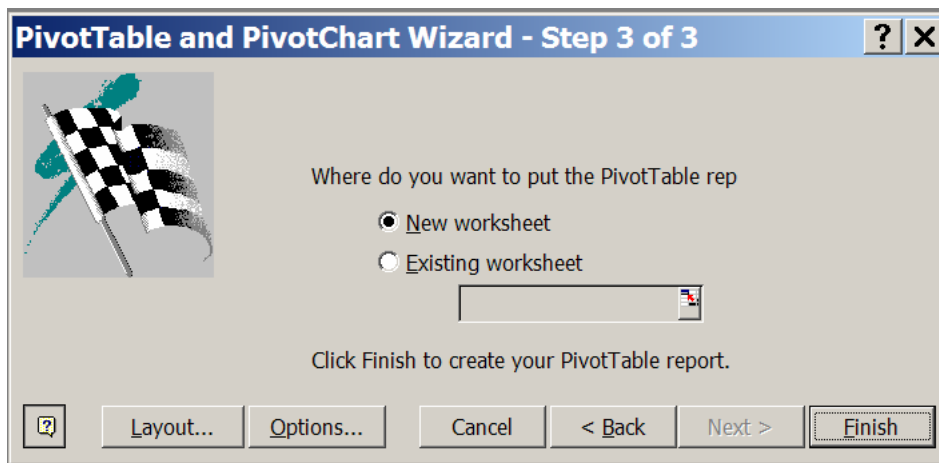 PivotTable and PivotChart Wizard - Step 3 of 3
Where do you want to put the PivotTable rep
New worksheet
Existing worksheet
Click Finish to create your PivotTable report.
Layout... Options... Cancel < Back Next > Finish